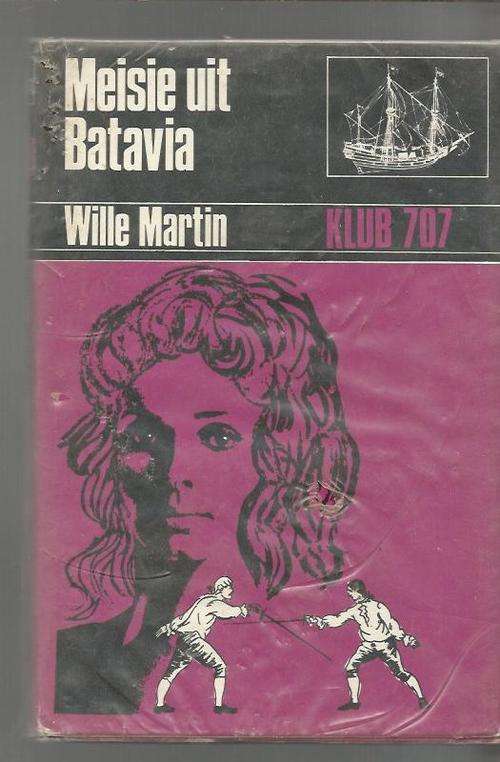 Meisie uit
Batavia
Wille Martin
KLUB 707